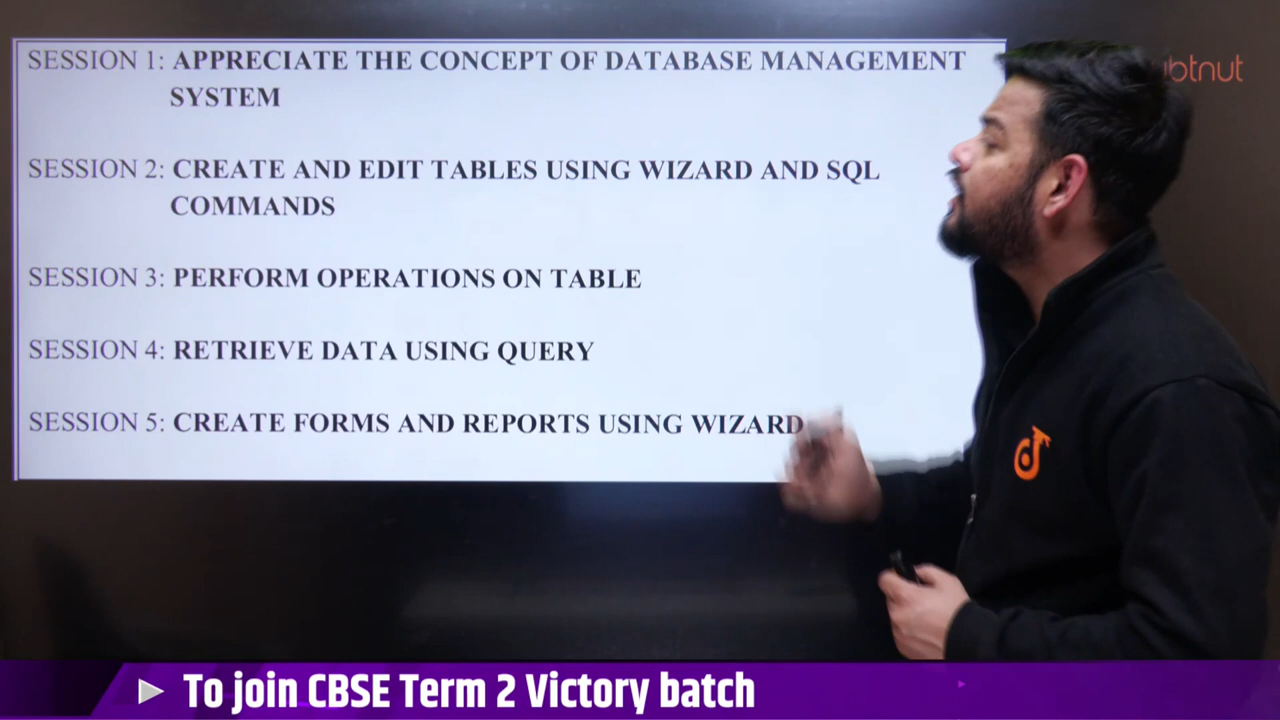 SESSION 1: APPRECIATE THE CONCEPT OF DATABASE MANAGEMENT
SYSTEM
SESSION 2: CREATE AND EDIT TABLES USING WIZARD AND SQL
COMMANDS
SESSION 3: PERFORM OPERATIONS ON TABLE
SESSION 4: RETRIEVE DATA USING QUERY
SESSION 5: CREATE FORMS AND REPORTS USING WIZARD
To join CBSE Term 2 Victory batch